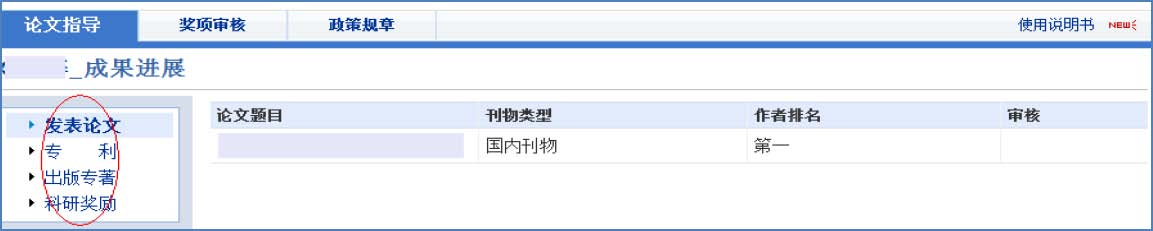 论文指导 奖项审核 政策规章 使用说明书 NEW
_成果进展
论文题目 刊物类型 作者排名 审核
发表论文
国内刊物 第一
专 利
出版专著
科研奖励